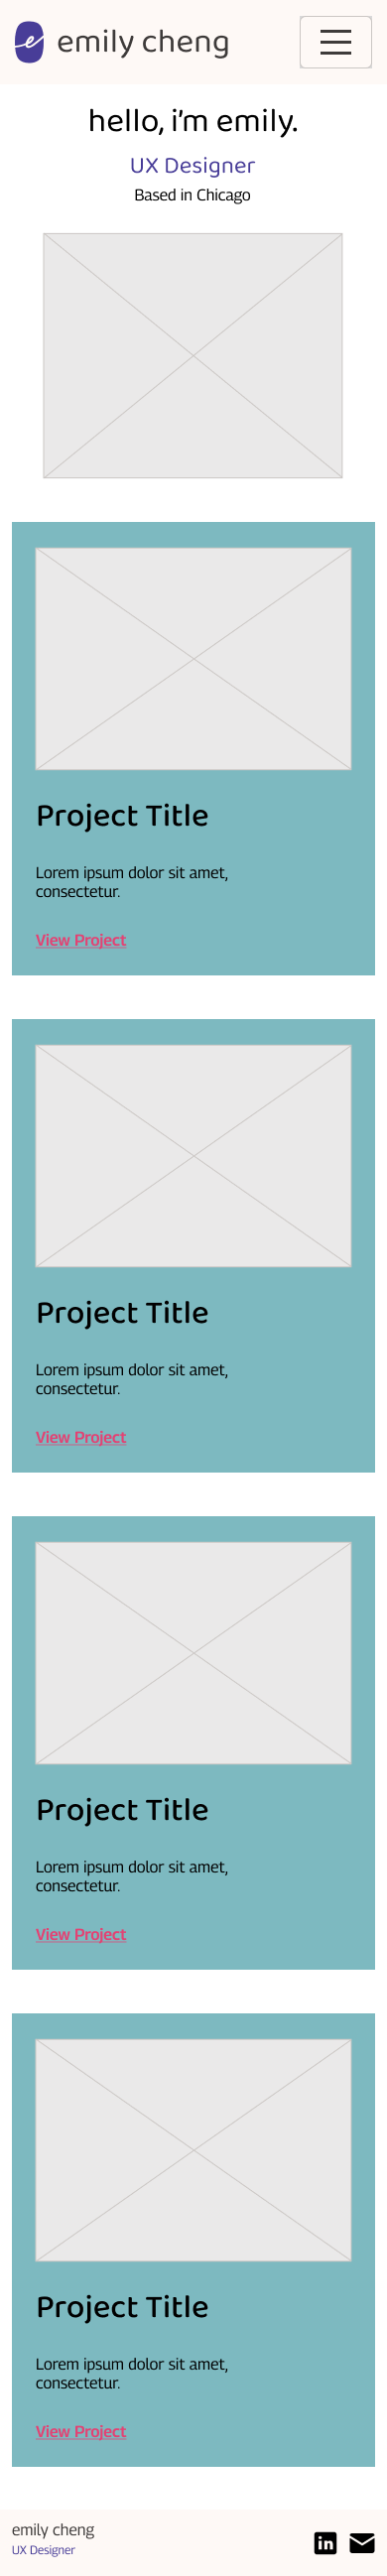 emily cheng
hello, i'm emily.
UX Designer
Based in Chicago
Project Title
Lorem ipsum dolor sit amet,
consectetur.
View Project
Project Title
Lorem ipsum dolor sit amet,
consectetur.
View Project
Project Title
Lorem ipsum dolor sit amet,
consectetur.
View Project
Project Title
Lorem ipsum dolor sit amet,
consectetur.
View Project
emily cheng
UX Designer